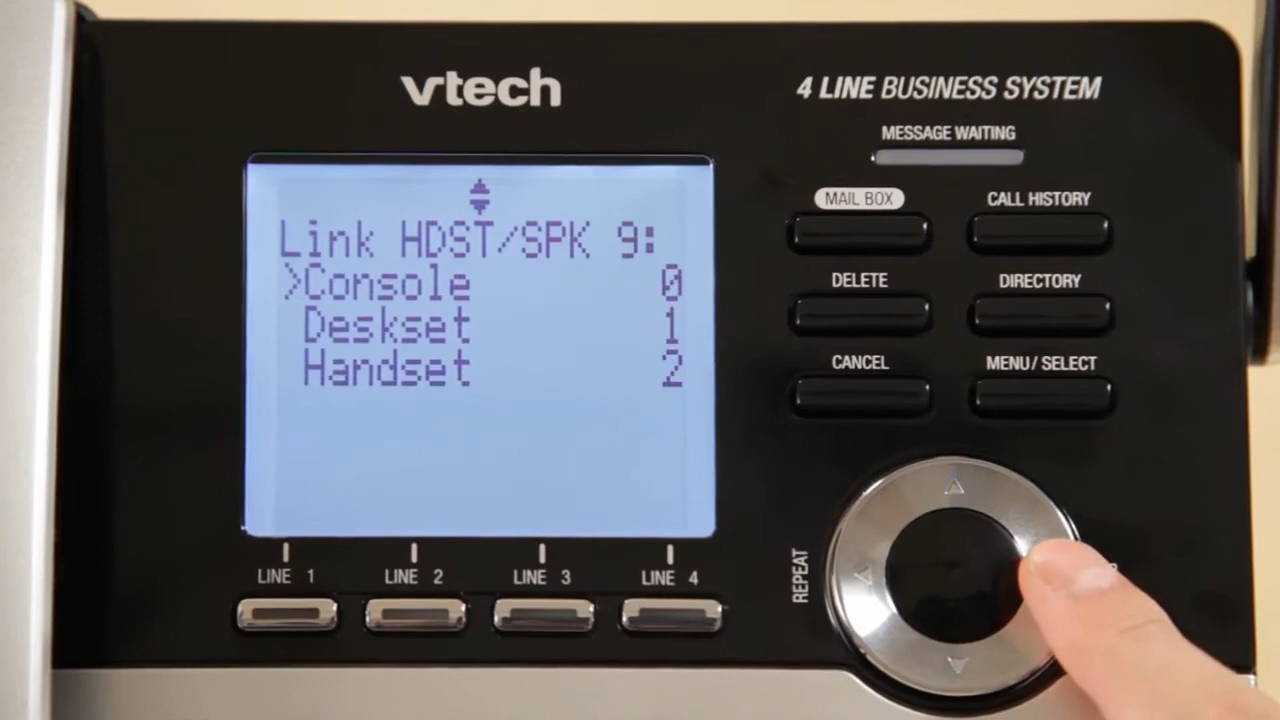 vtech
4 LINE BUSINESS SYSTEM
MESSAGE WAITING
MAIL BOX
CALL HISTORY
DELETE
DIRECTORY
CANCEL
MENU/SELECT
Link HDST/SPK 9:
>Console 0
Deskset 1
Handset 2
LINE 1
LINE 2
LINE 3
LINE 4
REPEAT